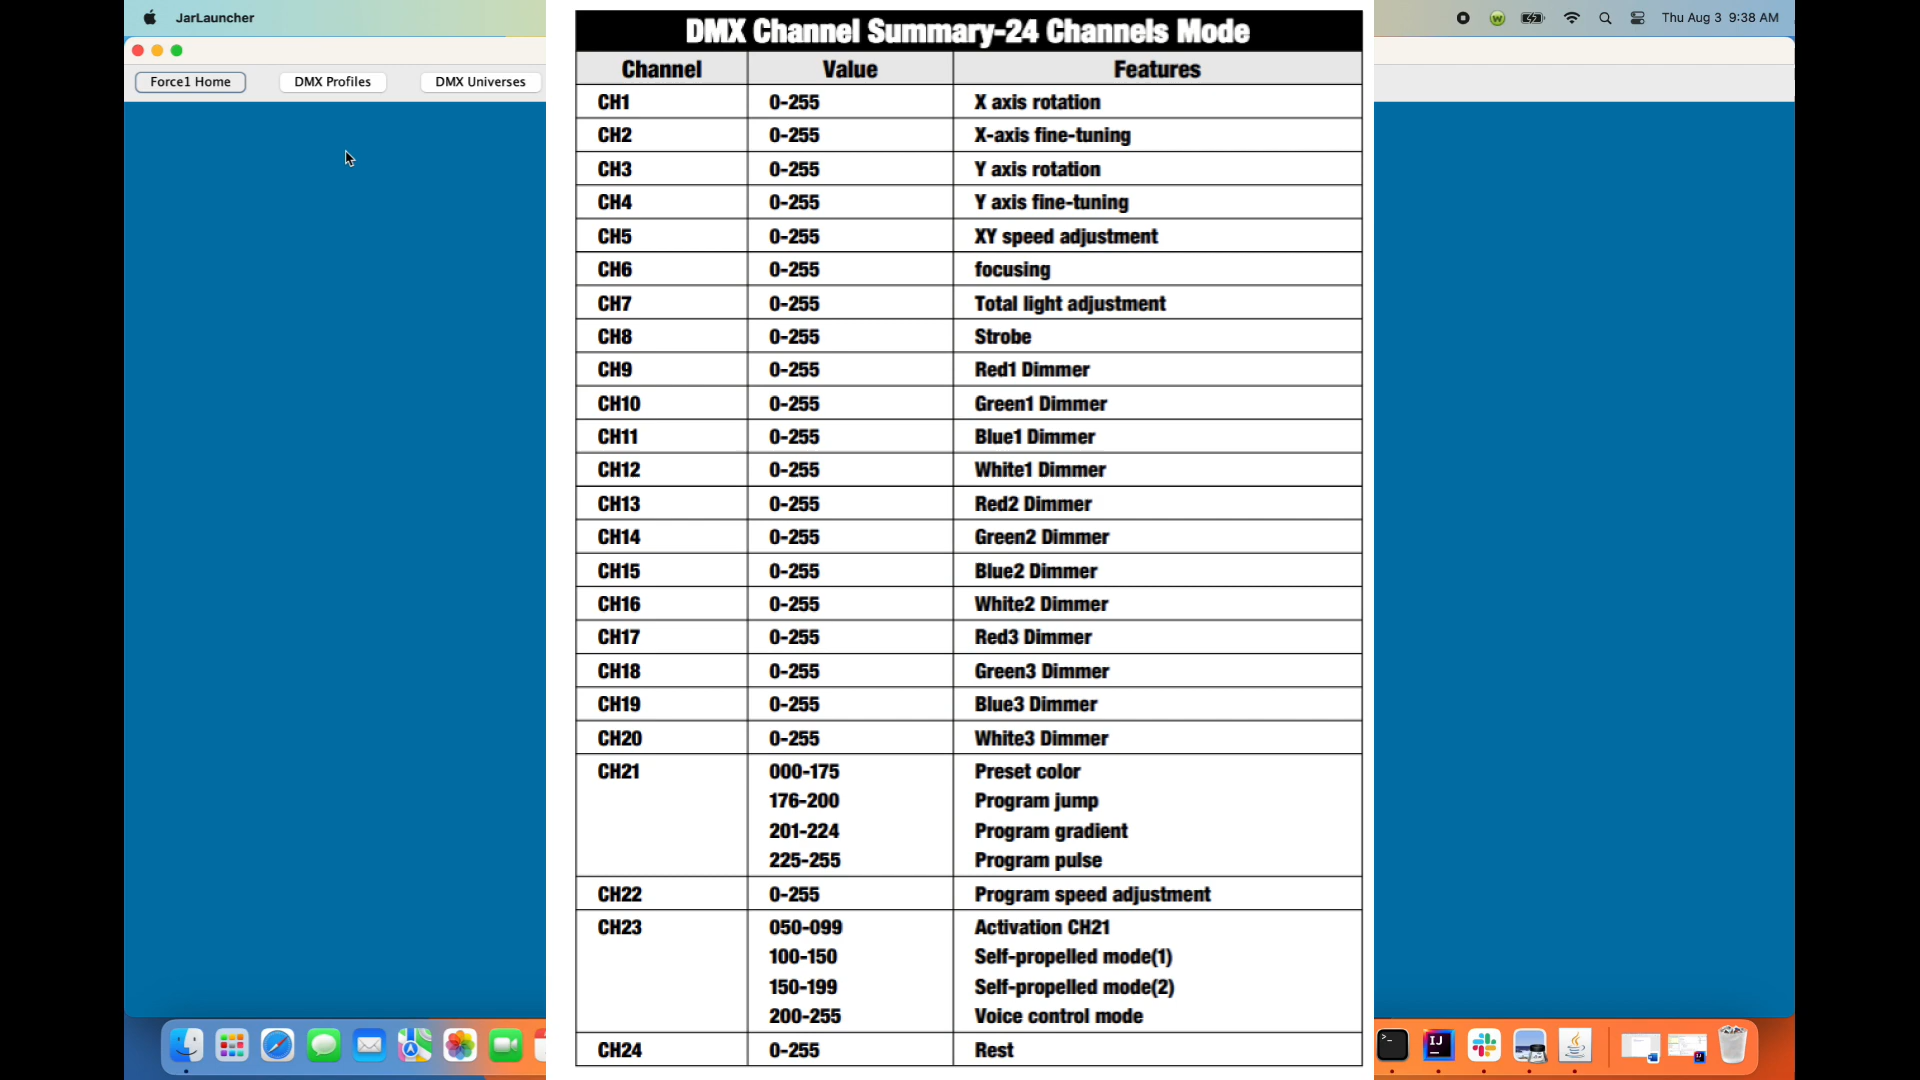 JarLauncher
Thu Aug 3 9:38 AM
Force1 Home
DMX Profiles
DMX Universes
DMX Channel Summary-24 Channels Mode
Channel Value Features
CH1 0-255 X axis rotation
CH2 0-255 X-axis fine-tuning
CH3 0-255 Y axis rotation
CH4 0-255 Y axis fine-tuning
CH5 0-255 XY speed adjustment
CH6 0-255 focusing
CH7 0-255 Total light adjustment
CH8 0-255 Strobe
CH9 0-255 Red1 Dimmer
CH10 0-255 Green1 Dimmer
CH11 0-255 Blue1 Dimmer
CH12 0-255 White1 Dimmer
CH13 0-255 Red2 Dimmer
CH14 0-255 Green2 Dimmer
CH15 0-255 Blue2 Dimmer
CH16 0-255 White2 Dimmer
CH17 0-255 Red3 Dimmer
CH18 0-255 Green3 Dimmer
CH19 0-255 Blue3 Dimmer
CH20 0-255 White3 Dimmer
CH21 000-175 Preset color
176-200 Program jump
201-224 Program gradient
225-255 Program pulse
CH22 0-255 Program speed adjustment
CH23 050-099 Activation CH21
100-150 Self-propelled mode(1)
150-199 Self-propelled mode(2)
200-255 Voice control mode
CH24 0-255 Rest
IJ